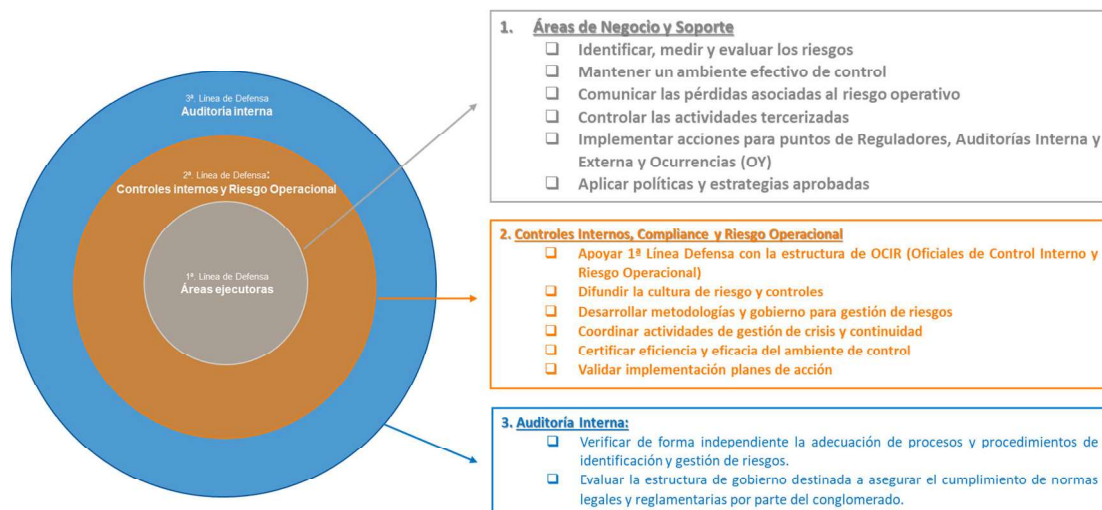 3ª. Línea de Defensa
Auditoría interna
2ª. Línea de Defensa:
Controles internos y Riesgo Operacional
1ª. Línea de Defensa
Áreas ejecutoras
1. Áreas de Negocio y Soporte
❑ Identificar, medir y evaluar los riesgos
❑ Mantener un ambiente efectivo de control
❑ Comunicar las pérdidas asociadas al riesgo operativo
❑ Controlar las actividades tercerizadas
❑ Implementar acciones para puntos de Reguladores, Auditorías Interna y
Externa y Ocurrencias (OY)
❑ Aplicar políticas y estrategias aprobadas
2. Controles Internos, Compliance y Riesgo Operacional
❑ Apoyar 1ª Línea Defensa con la estructura de OCIR (Oficiales de Control Interno y
Riesgo Operacional)
❑ Difundir la cultura de riesgo y controles
❑ Desarrollar metodologías y gobierno para gestión de riesgos
❑ Coordinar actividades de gestión de crisis y continuidad
❑ Certificar eficiencia y eficacia del ambiente de control
❑ Validar implementación planes de acción
3. Auditoría Interna:
❑ Verificar de forma independiente la adecuación de procesos y procedimientos de
identificación y gestión de riesgos.
❑ Evaluar la estructura de gobierno destinada a asegurar el cumplimiento de normas
legales y reglamentarias por parte del conglomerado.